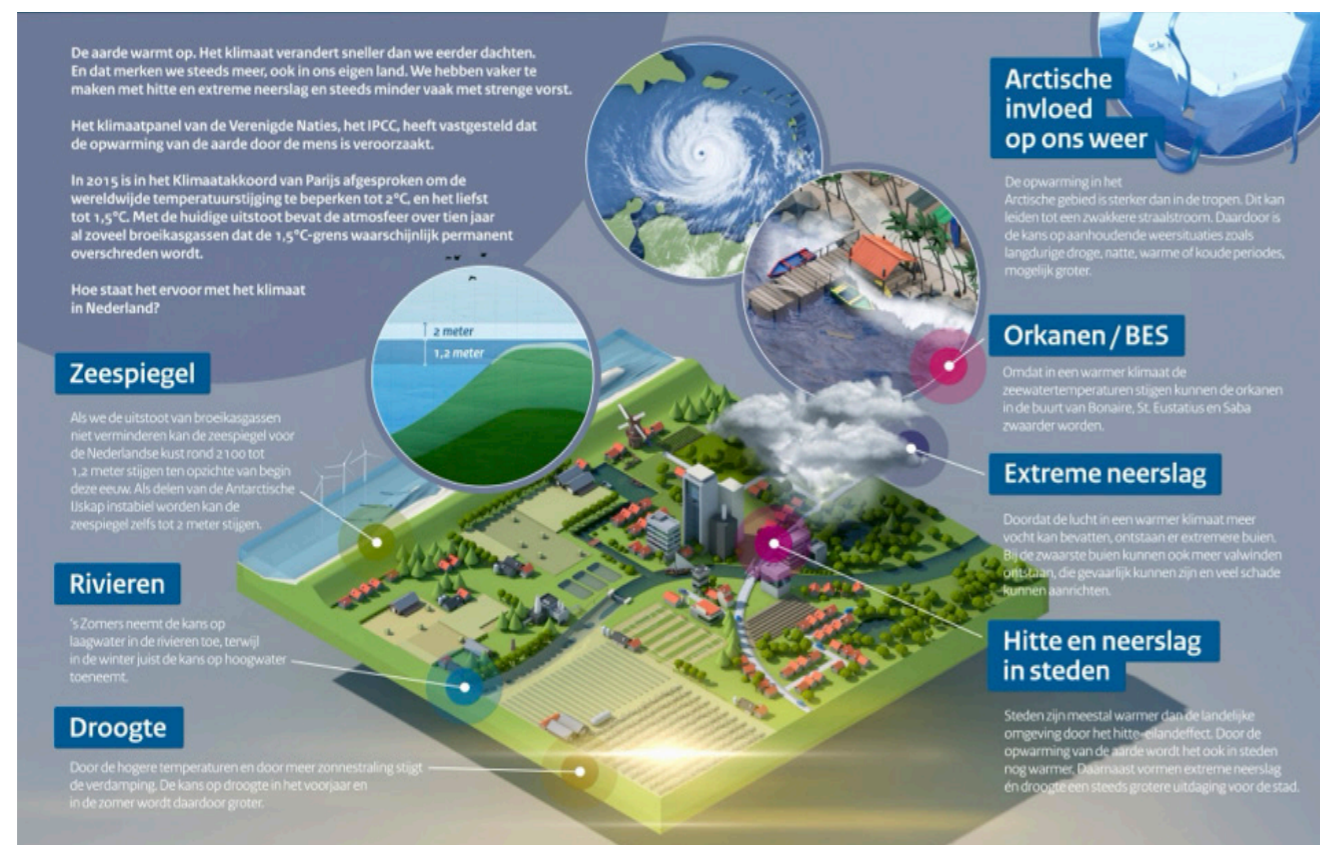 De aarde warmt op. Het klimaat verandert sneller dan we eerder dachten.
En dat merken we steeds meer, ook in ons eigen land. We hebben vaker te
maken met hitte en extreme neerslag en steeds minder vaak met strenge vorst.
Het klimaatpanel van de Verenigde Naties, het IPCC, heeft vastgesteld dat
de opwarming van de aarde door de mens is veroorzaakt.
In 2015 is in het Klimaatakkoord van Parijs afgesproken om de
wereldwijde temperatuurstijging te beperken tot 2°C, en het liefst
tot 1,5°C. Met de huidige uitstoot bevat de atmosfeer over tien jaar
al zoveel broeikasgassen dat de 1,5°C-grens waarschijnlijk permanent
overschreden wordt.
Hoe staat het ervoor met het klimaat
in Nederland?
2 meter
1,2 meter
Zeespiegel
Als we de uitstoot van broeikasgassen
niet verminderen kan de zeespiegel voor
de Nederlandse kust rond 2100 tot
1,2 meter stijgen ten opzichte van begin
deze eeuw. Als delen van de Antarctische
IJskap instabiel worden kan de
zeespiegel zelfs tot 2 meter stijgen.
Rivieren
's Zomers neemt de kans op
laagwater in de rivieren toe, terwijl
in de winter juist de kans op hoogwater
toeneemt.
Droogte
Door de hogere temperaturen en door meer zonnestraling stijgt
de verdamping. De kans op droogte in het voorjaar en
in de zomer wordt daardoor groter.
Arctische
invloed
op ons weer
De opwarming in het
Arctische gebied is sterker dan in de tropen. Dit kan
leiden tot een zwakkere straalstroom. Daardoor is
de kans op aanhoudende weersituaties zoals
langdurige droge, natte, warme of koude periodes,
mogelijk groter.
Orkanen / BES
Omdat in een warmer klimaat de
zeewatertemperaturen stijgen kunnen de orkanen
in de buurt van Bonaire, St. Eustatius en Saba
zwaarder worden.
Extreme neerslag
Doordat de lucht in een warmer klimaat meer
vocht kan bevatten, ontstaan er extremere buien.
Bij de zwaarste buien kunnen ook meer valwinden
ontstaan, die gevaarlijk kunnen zijn en veel schade
kunnen aanrichten.
Hitte en neerslag
in steden
Steden zijn meestal warmer dan de landelijke
omgeving door het hitte-eilandeffect. Door de
opwarming van de aarde wordt het ook in steden
nog warmer. Daarnaast vormen extreme neerslag
én droogte een steeds grotere uitdaging voor de stad.